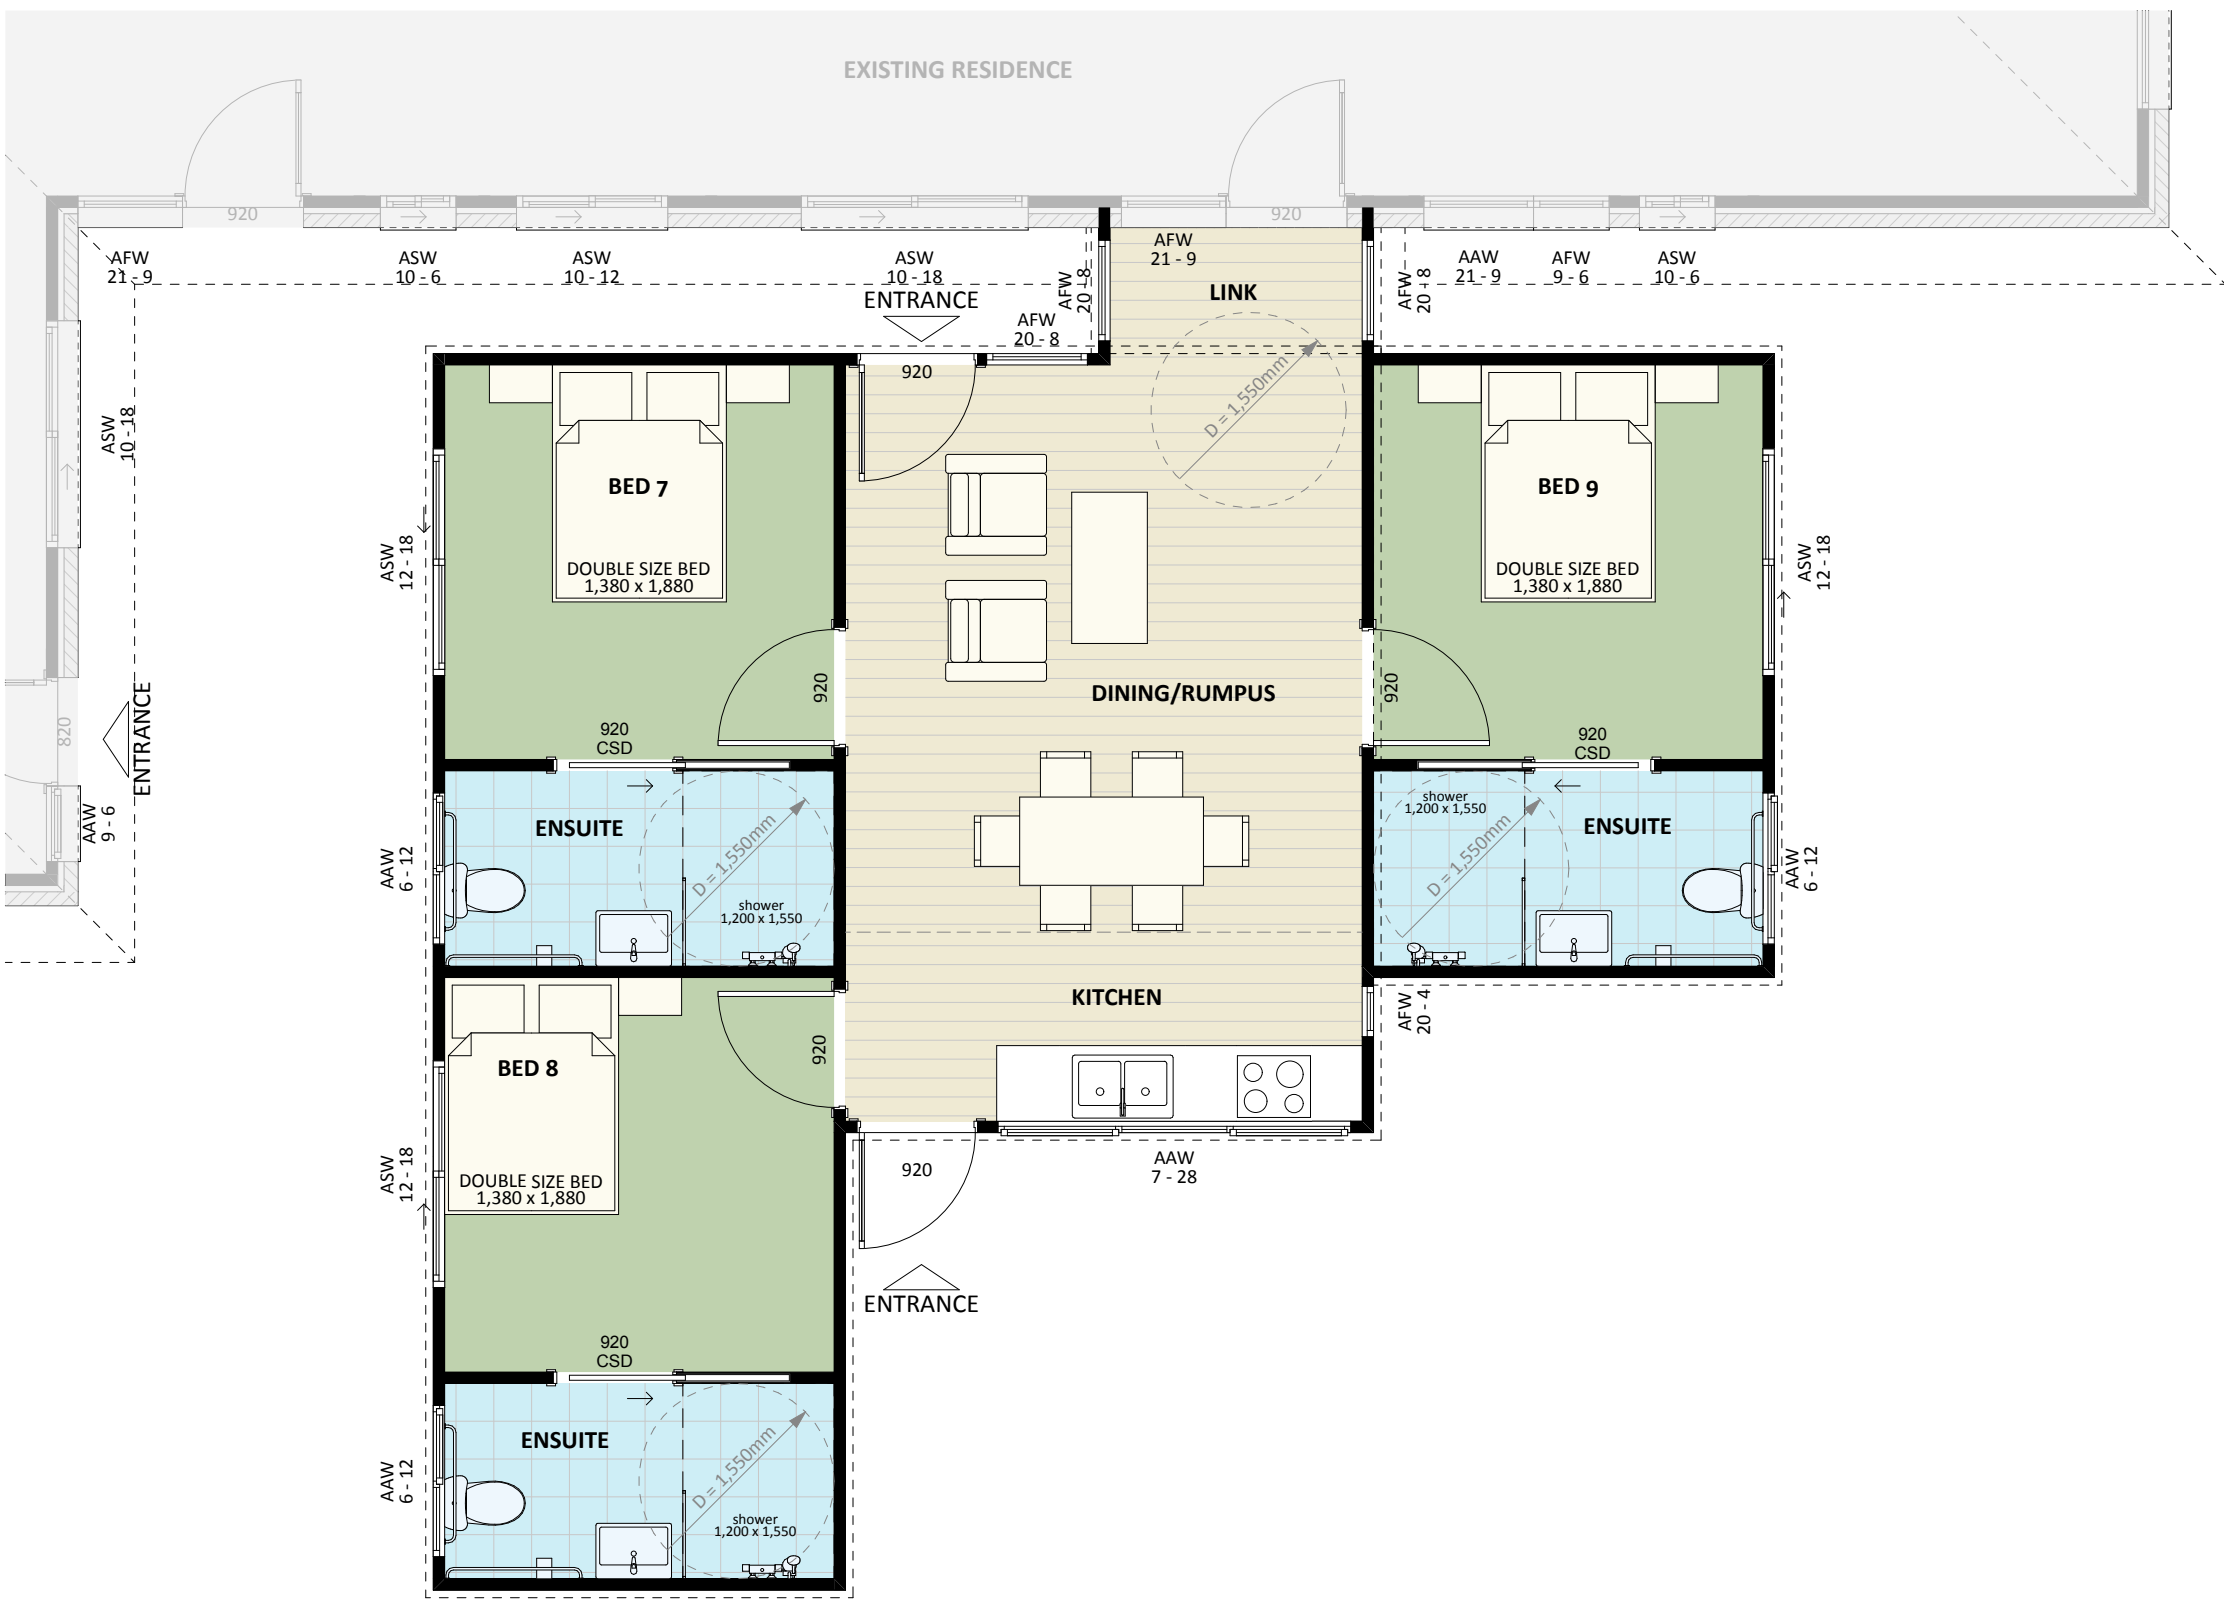 EXISTING RESIDENCE
920
920
AFW
21 - 9
ASW
10 - 6
ASW
10 - 12
ASW
10 - 18
AFW
20 - 8
AFW
21 - 9
LINK
AFW
20 - 8
AAW
21 - 9
AFW
9 - 6
ASW
10 - 6
ENTRANCE
AFW
20 - 8
920
D = 1,550mm
ASW
10 - 18
BED 7
DOUBLE SIZE BED
1,380 x 1,880
ASW
12 - 18
BED 9
DOUBLE SIZE BED
1,380 x 1,880
ASW
12 - 18
920
DINING/RUMPUS
920
820
ENTRANCE
920
CSD
920
CSD
AAW
9 - 6
ENSUITE
D = 1,550mm
shower
1,200 x 1,550
AAW
6 - 12
shower
1,200 x 1,550
D = 1,550mm
ENSUITE
AAW
6 - 12
KITCHEN
AFW
20 - 4
920
BED 8
DOUBLE SIZE BED
1,380 x 1,880
ASW
12 - 18
920
AAW
7 - 28
ENTRANCE
920
CSD
ENSUITE
D = 1,550mm
shower
1,200 x 1,550
AAW
6 - 12